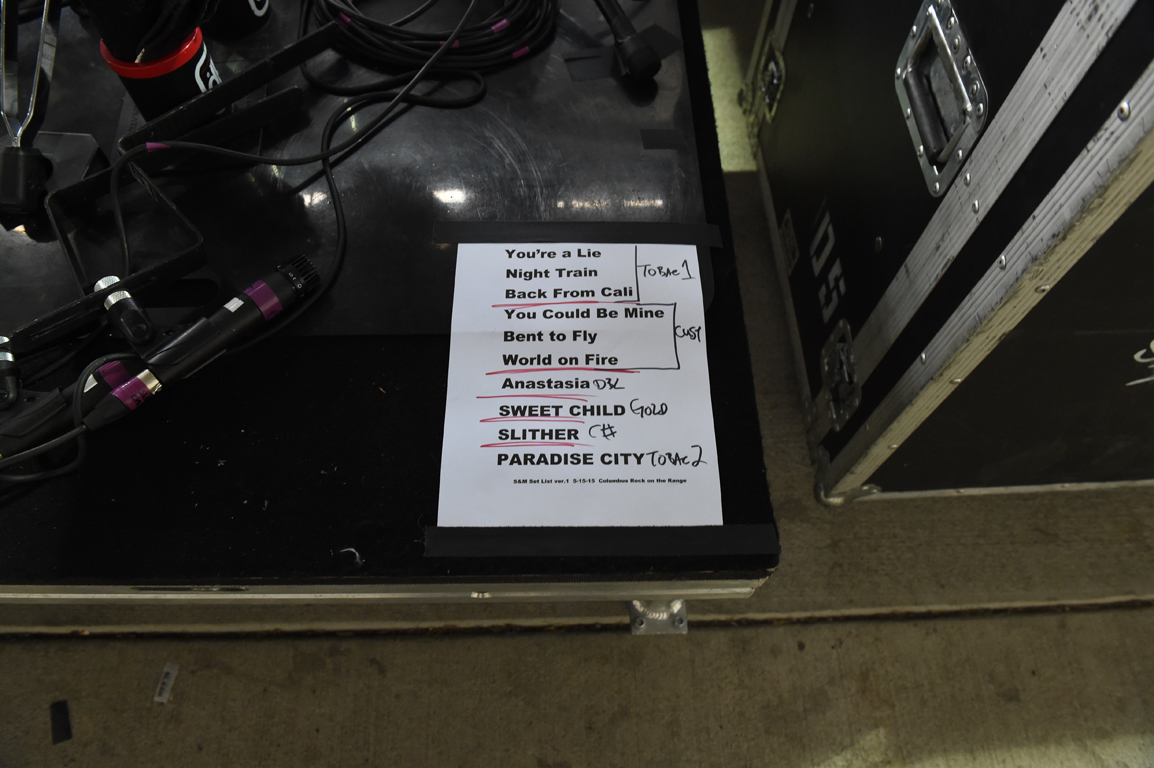 You're a Lie
Night Train
Back From Cali
TOBAC 1
You Could Be Mine
Bent to Fly
World on Fire
Anastasia DBL
SWEET CHILD GOLD
SLITHER C#
PARADISE CITY TOBAC 2
S&M Set List ver.1 5-15-15 Columbus Rock on the Range